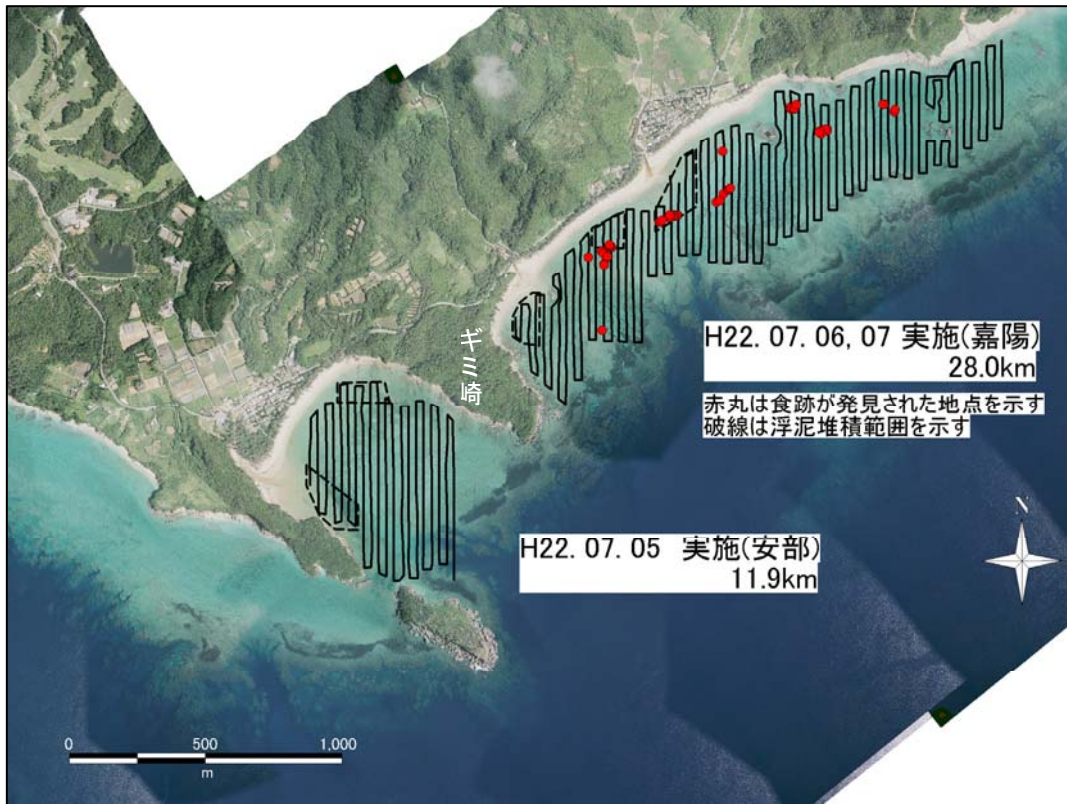 ギミ崎
H22.07.06,07 実施(嘉陽)
28.0km
赤丸は食跡が発見された地点を示す
破線は浮泥堆積範囲を示す
N
H22.07.05 実施(安部)
11.9km
0 500 1,000
m